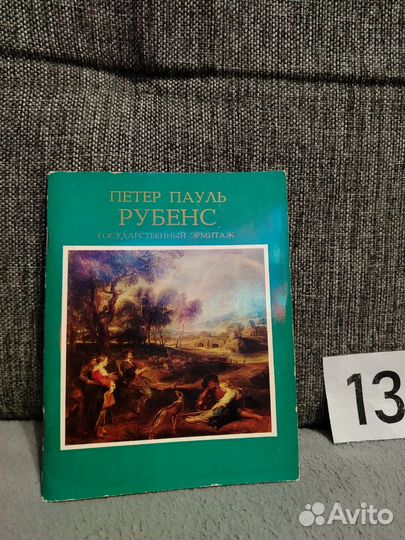 ПЕТЕР ПАУЛЬ
РУБЕНС
ГОСУДАРСТВЕННЫЙ ЭРМИТАЖ
13
Avito